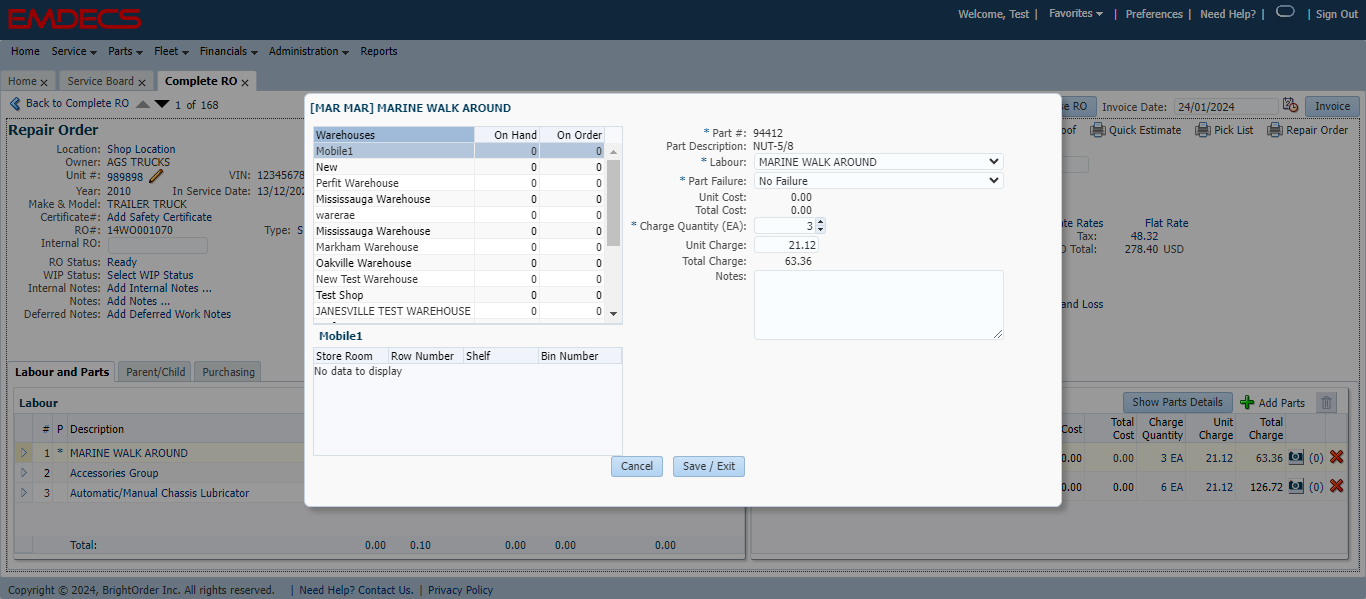 EMDECS
Welcome, Test | Favorites | Preferences | Need Help? | | Sign Out
Home Service Parts Fleet Financials Administration Reports
Home x Service Board x Complete RO x
Back to Complete RO 1 of 168
e RO Invoice Date: 24/01/2024 Invoice
Repair Order
oof Quick Estimate Pick List Repair Order
Location: Shop Location
Owner: AGS TRUCKS
Unit #: 989898 VIN: 12345678
Year: 2010 In Service Date: 13/12/202
Make & Model: TRAILER TRUCK
Certificate#: Add Safety Certificate
RO#: 14WO001070 Type: S
Internal RO:
RO Status: Ready
WIP Status: Select WIP Status
Internal Notes: Add Internal Notes ...
Notes: Add Notes ...
Deferred Notes: Add Deferred Work Notes
te Rates Flat Rate
Tax: 48.32
O Total: 278.40 USD
and Loss
[MAR MAR] MARINE WALK AROUND
Warehouses On Hand On Order
Mobile1 0 0
New 0 0
Perfit Warehouse 0 0
Mississauga Warehouse 0 0
warerae 0 0
Mississauga Warehouse 0 0
Markham Warehouse 0 0
Oakville Warehouse 0 0
New Test Warehouse 0 0
Test Shop 0 0
JANESVILLE TEST WAREHOUSE 0 0
Mobile1
Store Room Row Number Shelf Bin Number
No data to display
* Part #: 94412
Part Description: NUT-5/8
* Labour: MARINE WALK AROUND
* Part Failure: No Failure
Unit Cost: 0.00
Total Cost: 0.00
* Charge Quantity (EA): 3
Unit Charge: 21.12
Total Charge: 63.36
Notes:
Cancel Save / Exit
Labour and Parts Parent/Child Purchasing
Labour
# P Description
1 * MARINE WALK AROUND
2 Accessories Group
3 Automatic/Manual Chassis Lubricator
Total: 0.00 0.10 0.00 0.00 0.00
Show Parts Details Add Parts
Cost Total Cost Charge Quantity Unit Charge Total Charge
0.00 0.00 3 EA 21.12 63.36 (0)
0.00 0.00 6 EA 21.12 126.72 (0)
Copyright © 2024, BrightOrder Inc. All rights reserved. | Need Help? Contact Us. | Privacy Policy